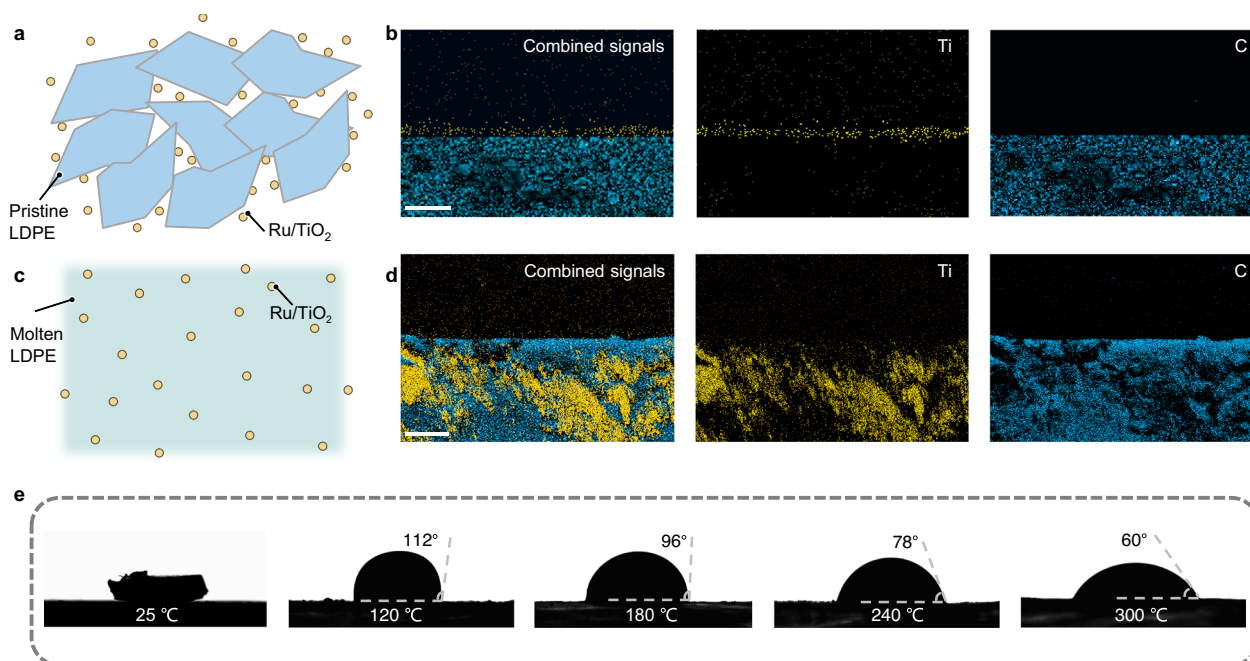 a
Pristine
LDPE
Ru/TiO₂
b
Combined signals
Ti
C
c
Molten
LDPE
Ru/TiO₂
d
Combined signals
Ti
C
e
25 ℃
112°
120 ℃
96°
180 ℃
78°
240 ℃
60°
300 ℃